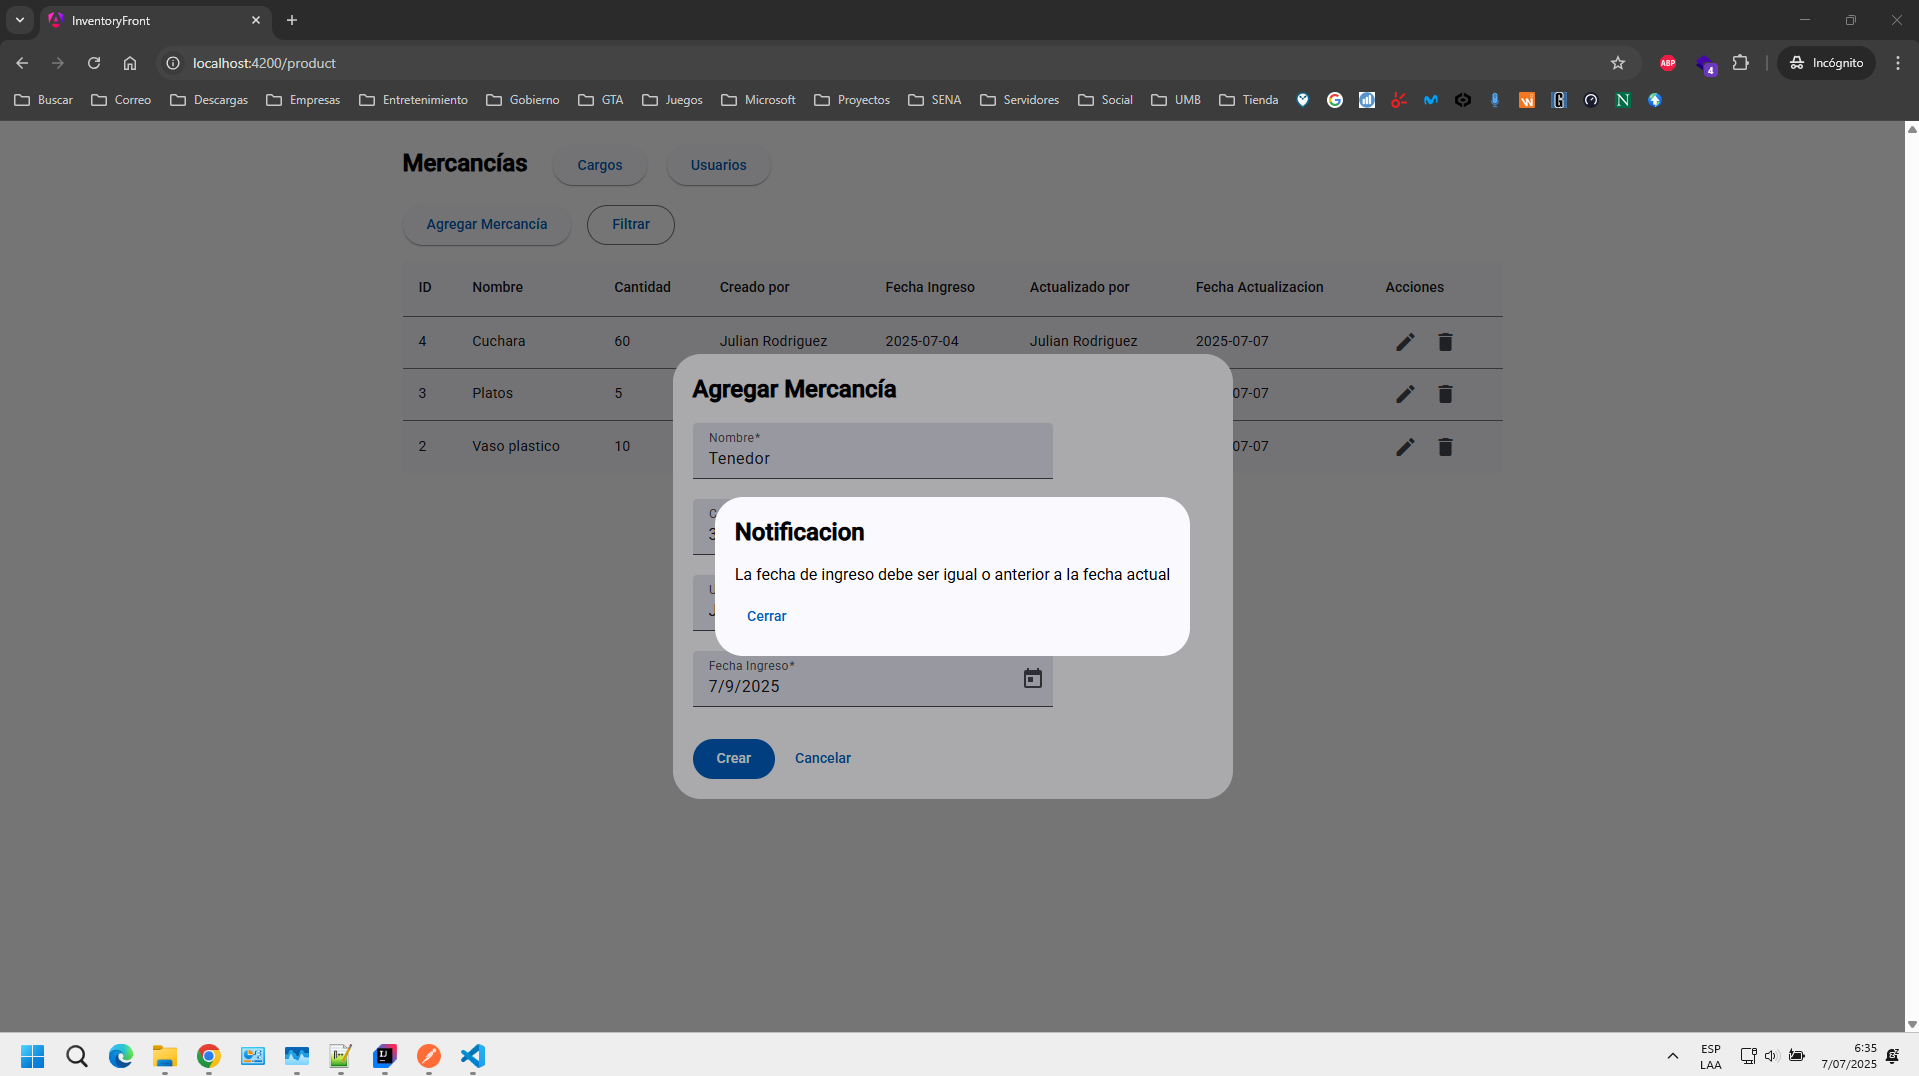 InventoryFront
localhost:4200/product
ABP
4
Incógnito
Buscar
Correo
Descargas
Empresas
Entretenimiento
Gobierno
GTA
Juegos
Microsoft
Proyectos
SENA
Servidores
Social
UMB
Tienda
Mercancías
Cargos
Usuarios
Agregar Mercancía
Filtrar
ID Nombre Cantidad Creado por Fecha Ingreso Actualizado por Fecha Actualizacion Acciones
4 Cuchara 60 Julian Rodriguez 2025-07-04 Julian Rodriguez 2025-07-07
3 Platos 5 07-07
2 Vaso plastico 10 07-07
Agregar Mercancía
Nombre*
Tenedor
Notificacion
La fecha de ingreso debe ser igual o anterior a la fecha actual
Cerrar
Fecha Ingreso*
7/9/2025
Crear
Cancelar
ESP
LAA
6:35
7/07/2025